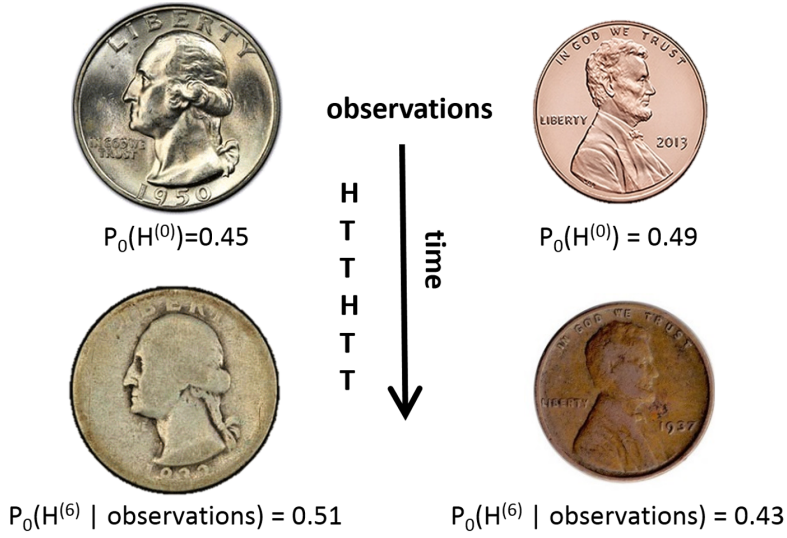 LIBERTY
IN GOD WE
TRUST
1950
P₀(H⁽⁰⁾)=0.45
observations
H
T
T
H
T
T
time
IN GOD WE TRUST
LIBERTY
2013
P₀(H⁽⁰⁾) = 0.49
LIBERTY
P₀(H⁽⁶⁾ | observations) = 0.51
IN GOD WE TRUST
LIBERTY
1937
P₀(H⁽⁶⁾ | observations) = 0.43